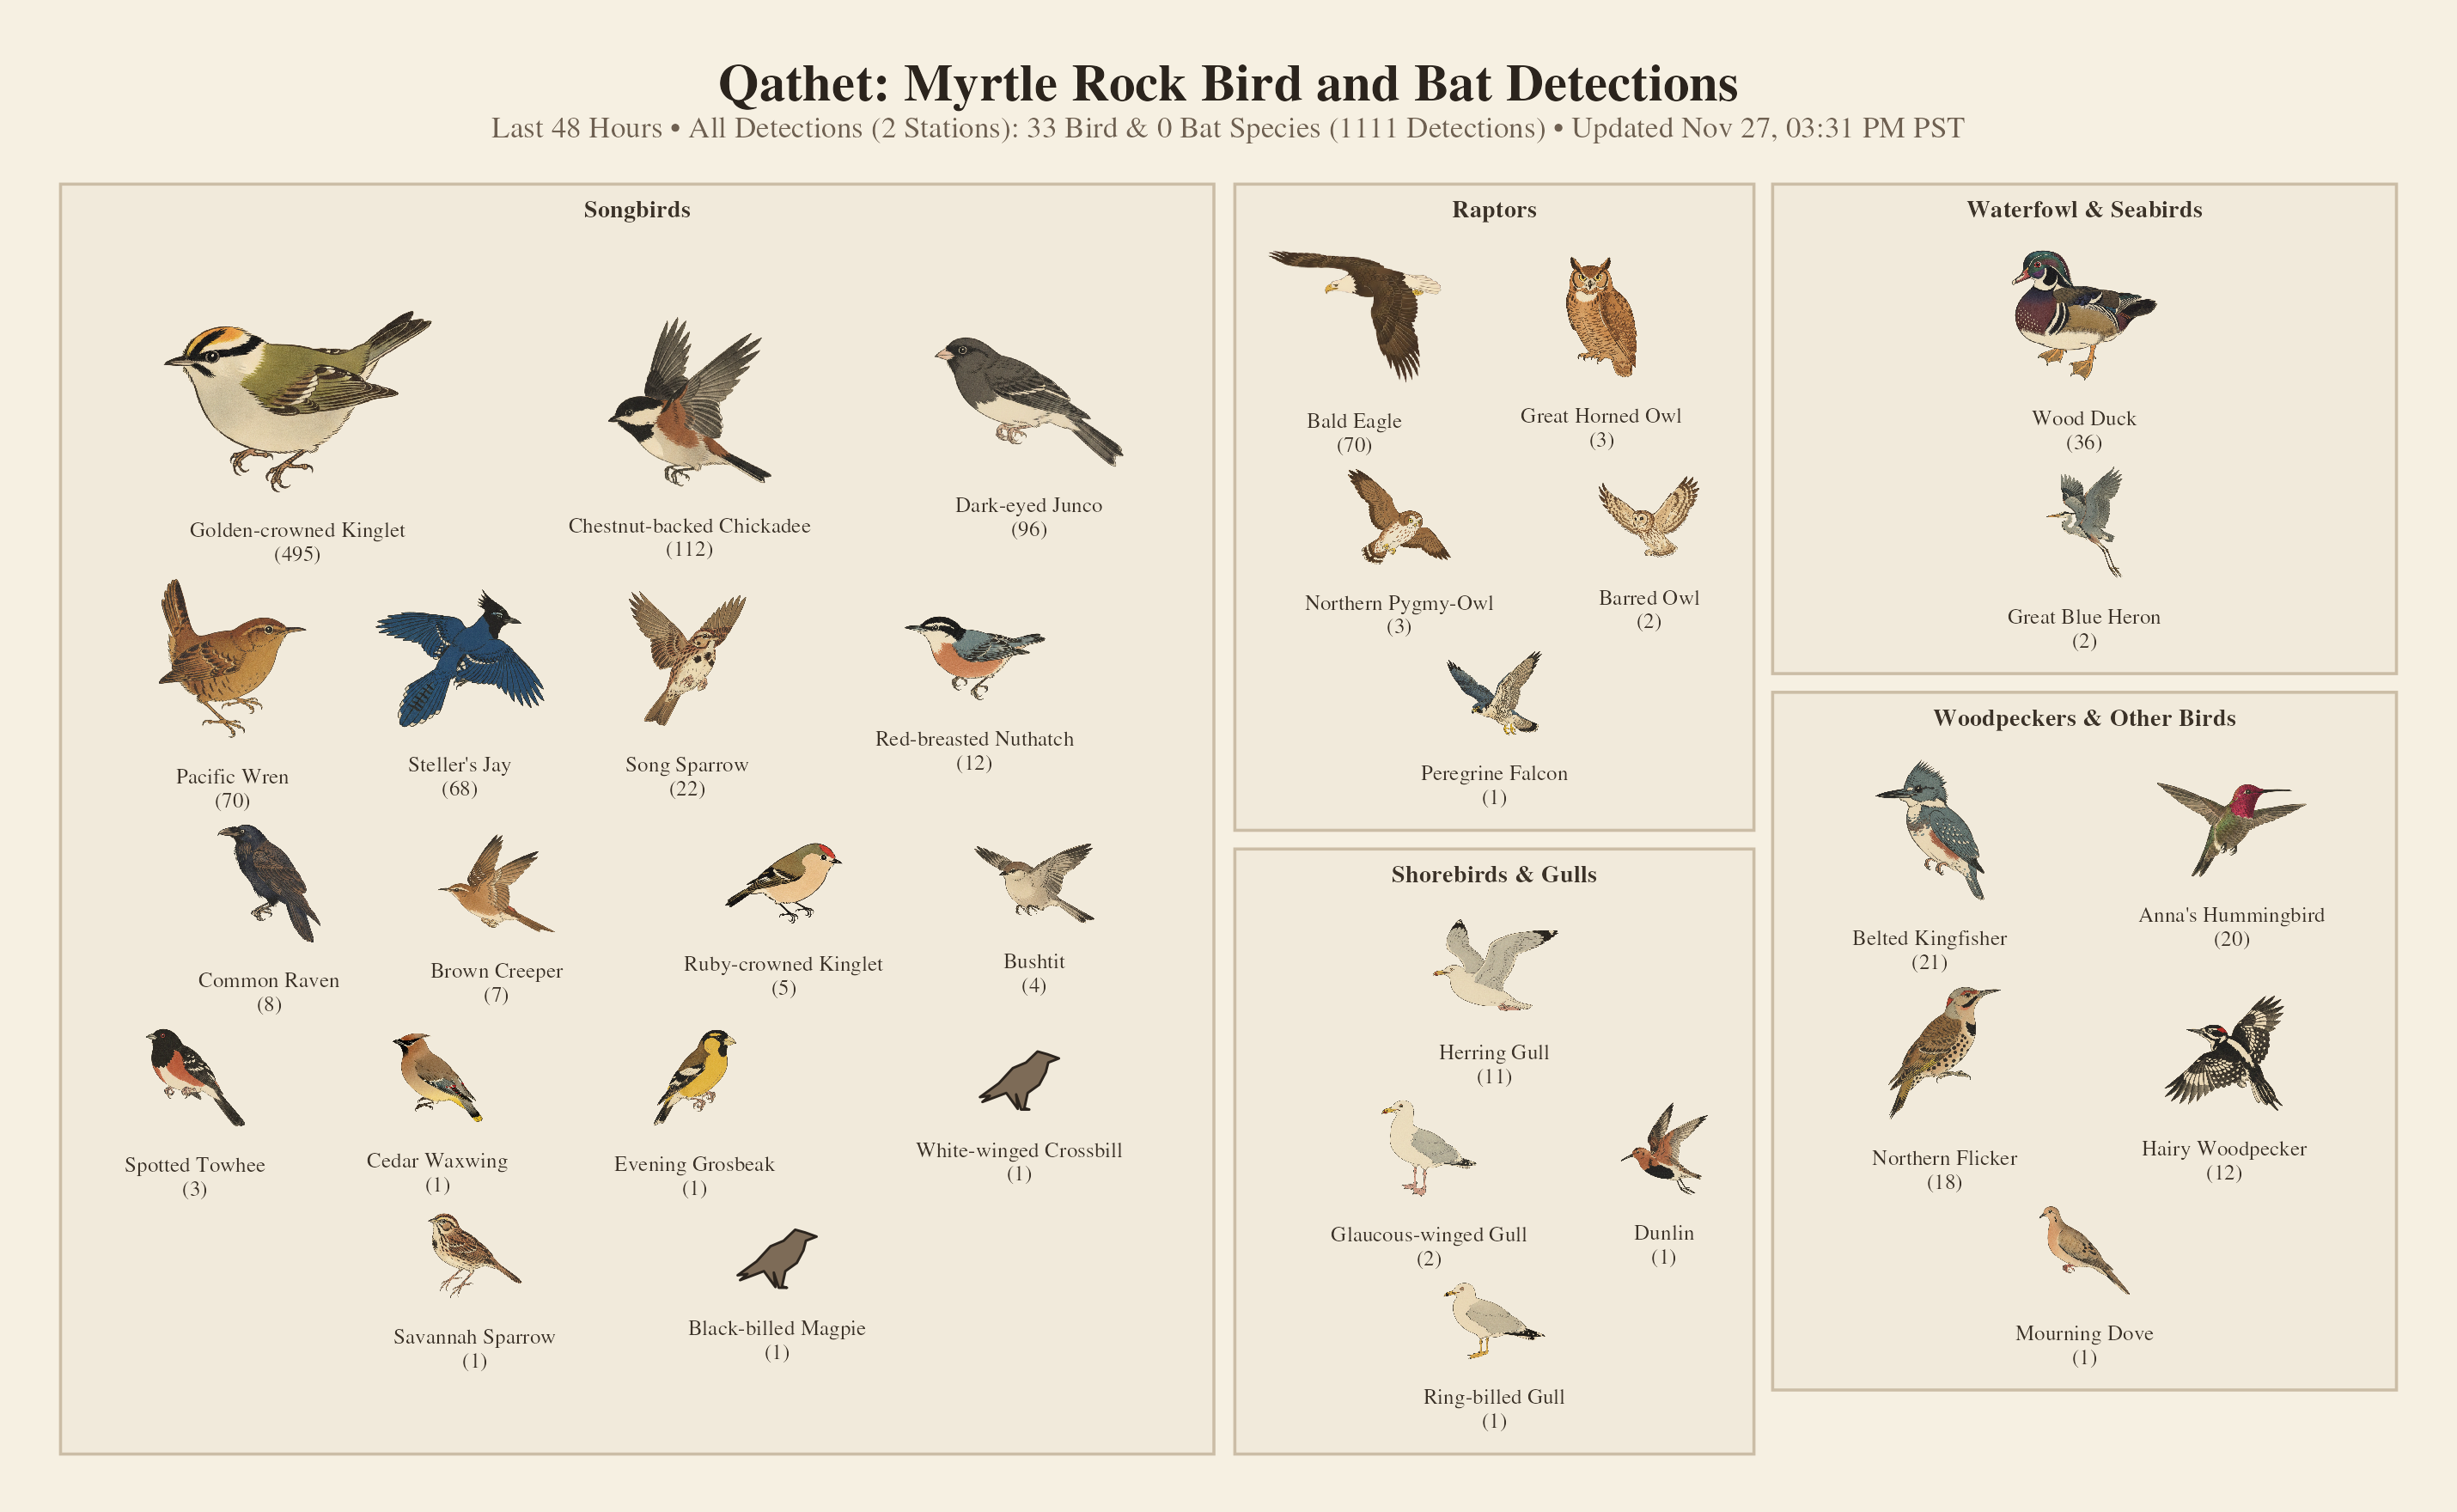 Qathet: Myrtle Rock Bird and Bat Detections
Last 48 Hours • All Detections (2 Stations): 33 Bird & 0 Bat Species (1111 Detections) • Updated Nov 27, 03:31 PM PST
Songbirds
Golden-crowned Kinglet
(495)
Chestnut-backed Chickadee
(112)
Dark-eyed Junco
(96)
Pacific Wren
(70)
Steller's Jay
(68)
Song Sparrow
(22)
Red-breasted Nuthatch
(12)
Common Raven
(8)
Brown Creeper
(7)
Ruby-crowned Kinglet
(5)
Bushtit
(4)
Spotted Towhee
(3)
Cedar Waxwing
(1)
Evening Grosbeak
(1)
White-winged Crossbill
(1)
Savannah Sparrow
(1)
Black-billed Magpie
(1)
Raptors
Bald Eagle
(70)
Great Horned Owl
(3)
Northern Pygmy-Owl
(3)
Barred Owl
(2)
Peregrine Falcon
(1)
Shorebirds & Gulls
Herring Gull
(11)
Glaucous-winged Gull
(2)
Dunlin
(1)
Ring-billed Gull
(1)
Waterfowl & Seabirds
Wood Duck
(36)
Great Blue Heron
(2)
Woodpeckers & Other Birds
Belted Kingfisher
(21)
Anna's Hummingbird
(20)
Northern Flicker
(18)
Hairy Woodpecker
(12)
Mourning Dove
(1)